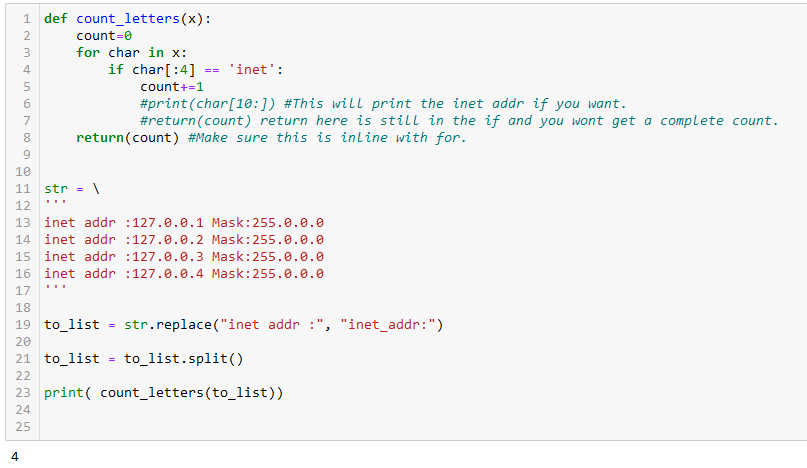 1 def count_letters(x):
2     count=0
3     for char in x:
4         if char[:4] == 'inet':
5             count+=1
6             #print(char[10:]) #This will print the inet addr if you want.
7             #return(count) return here is still in the if and you wont get a complete count.
8     return(count) #Make sure this is inline with for.
9
10
11 str = \
12 '''
13 inet addr :127.0.0.1 Mask:255.0.0.0
14 inet addr :127.0.0.2 Mask:255.0.0.0
15 inet addr :127.0.0.3 Mask:255.0.0.0
16 inet addr :127.0.0.4 Mask:255.0.0.0
17 '''
18
19 to_list = str.replace("inet addr :", "inet_addr:")
20
21 to_list = to_list.split()
22
23 print( count_letters(to_list))
24
25
4